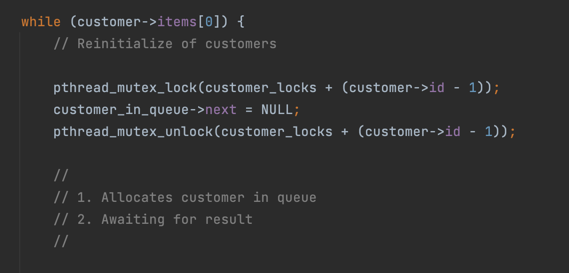 while (customer->items[0]) {
// Reinitialize of customers
pthread_mutex_lock(customer_locks + (customer->id - 1));
customer_in_queue->next = NULL;
pthread_mutex_unlock(customer_locks + (customer->id - 1));
//
// 1. Allocates customer in queue
// 2. Awaiting for result
//